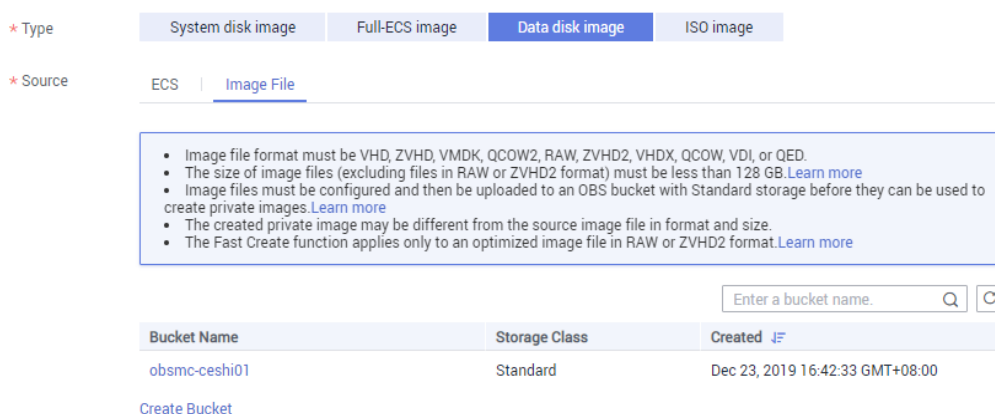 * Type System disk image Full-ECS image Data disk image ISO image
* Source ECS Image File
• Image file format must be VHD, ZVHD, VMDK, QCOW2, RAW, ZVHD2, VHDX, QCOW, VDI, or QED.
• The size of image files (excluding files in RAW or ZVHD2 format) must be less than 128 GB.Learn more
• Image files must be configured and then be uploaded to an OBS bucket with Standard storage before they can be used to
create private images.Learn more
• The created private image may be different from the source image file in format and size.
• The Fast Create function applies only to an optimized image file in RAW or ZVHD2 format.Learn more
Enter a bucket name.
Bucket Name Storage Class Created
obsmc-ceshi01 Standard Dec 23, 2019 16:42:33 GMT+08:00
Create Bucket